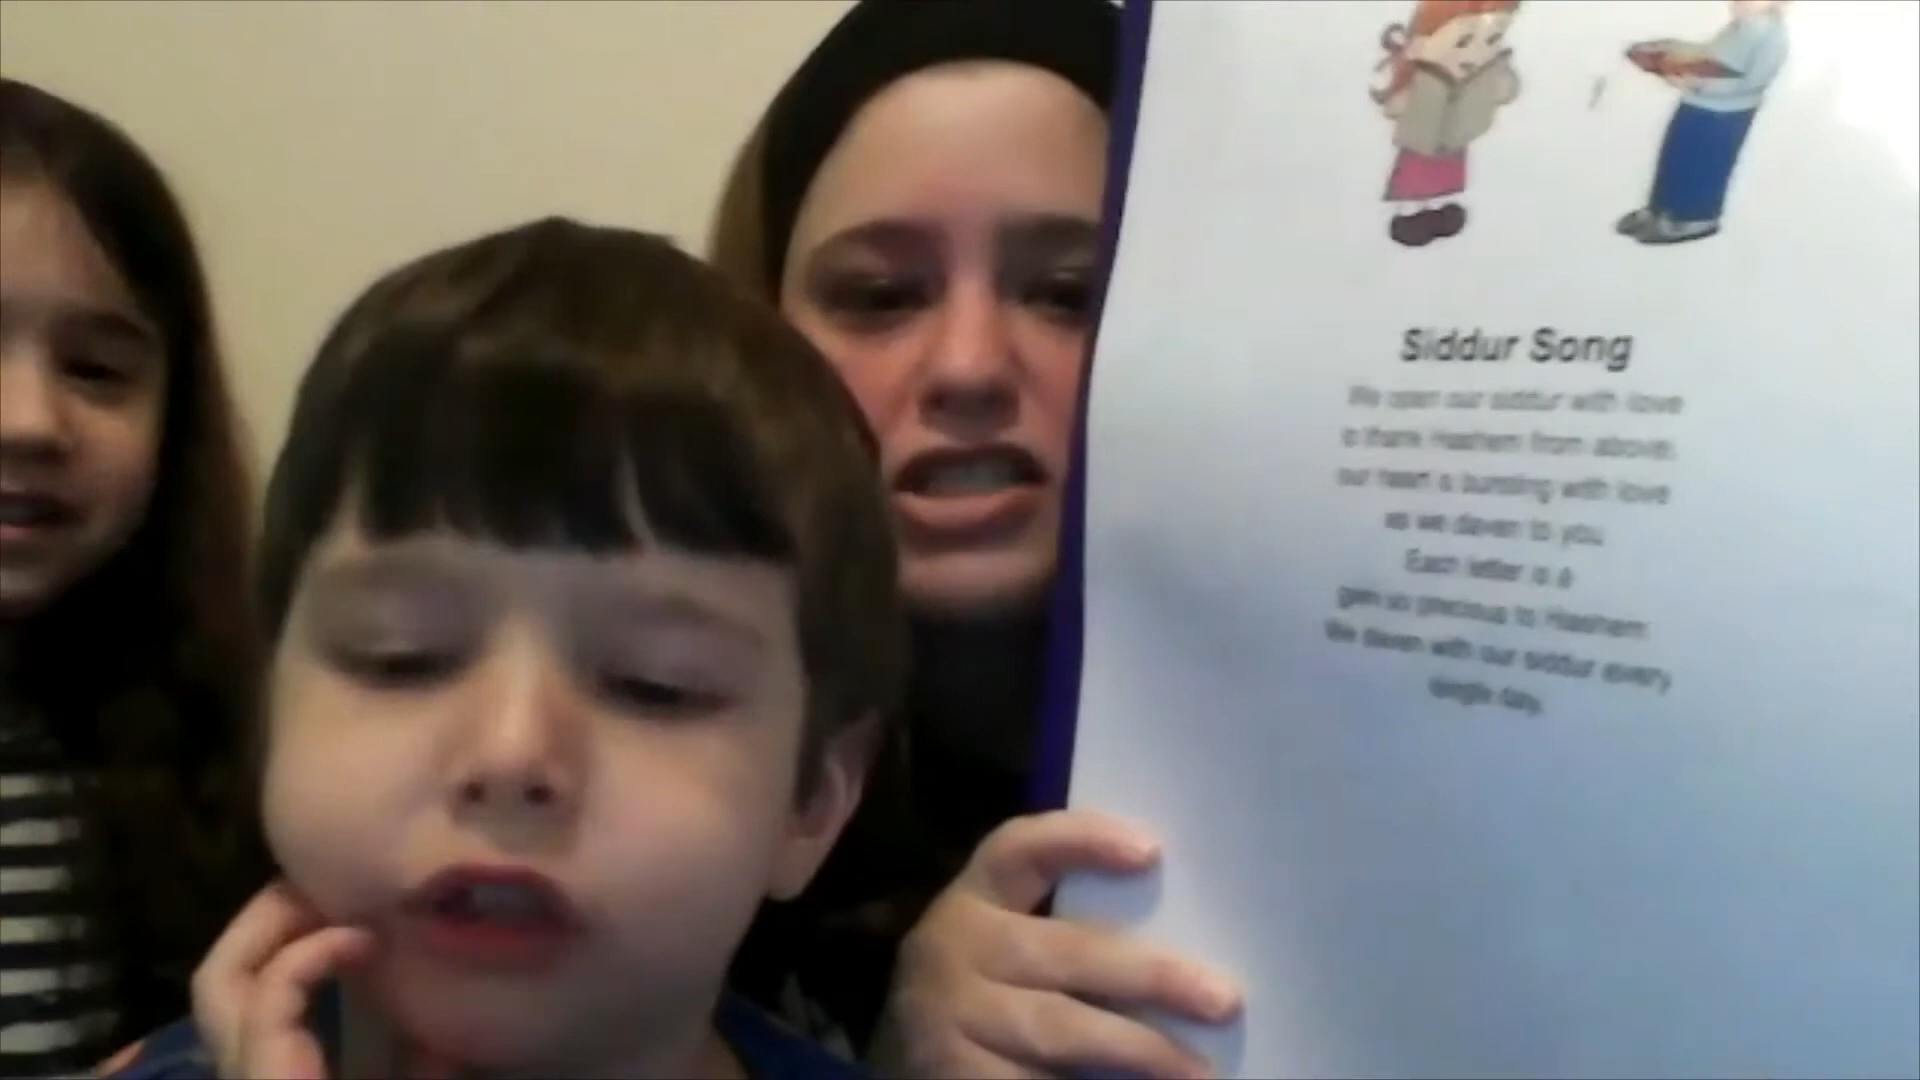 Siddur Song
We open our siddur with love
to thank Hashem from above
our heart is bursting with love
as we daven to you
Each letter is a
gem so precious to Hashem
We daven with our siddur every
single day.